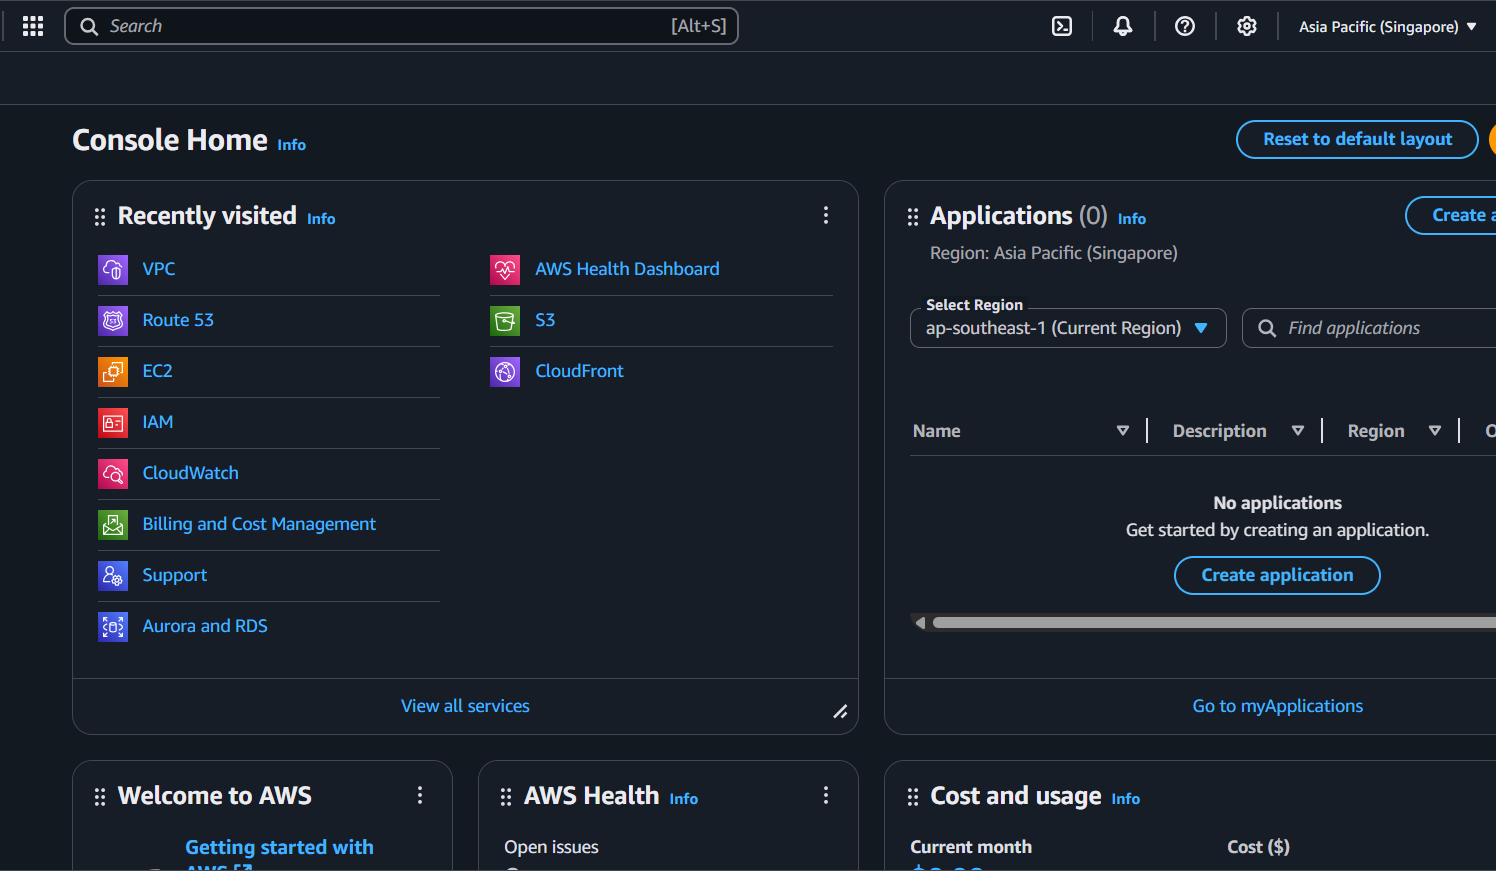 Search [Alt+S]
Asia Pacific (Singapore)
Console Home Info
Reset to default layout
Recently visited Info
VPC
Route 53
EC2
IAM
CloudWatch
Billing and Cost Management
Support
Aurora and RDS
AWS Health Dashboard
S3
CloudFront
View all services
Applications (0) Info
Create a
Region: Asia Pacific (Singapore)
Select Region
ap-southeast-1 (Current Region)
Find applications
Name Description Region O
No applications
Get started by creating an application.
Create application
Go to myApplications
Welcome to AWS
Getting started with
AWS
AWS Health Info
Open issues
Cost and usage Info
Current month
Cost ($)